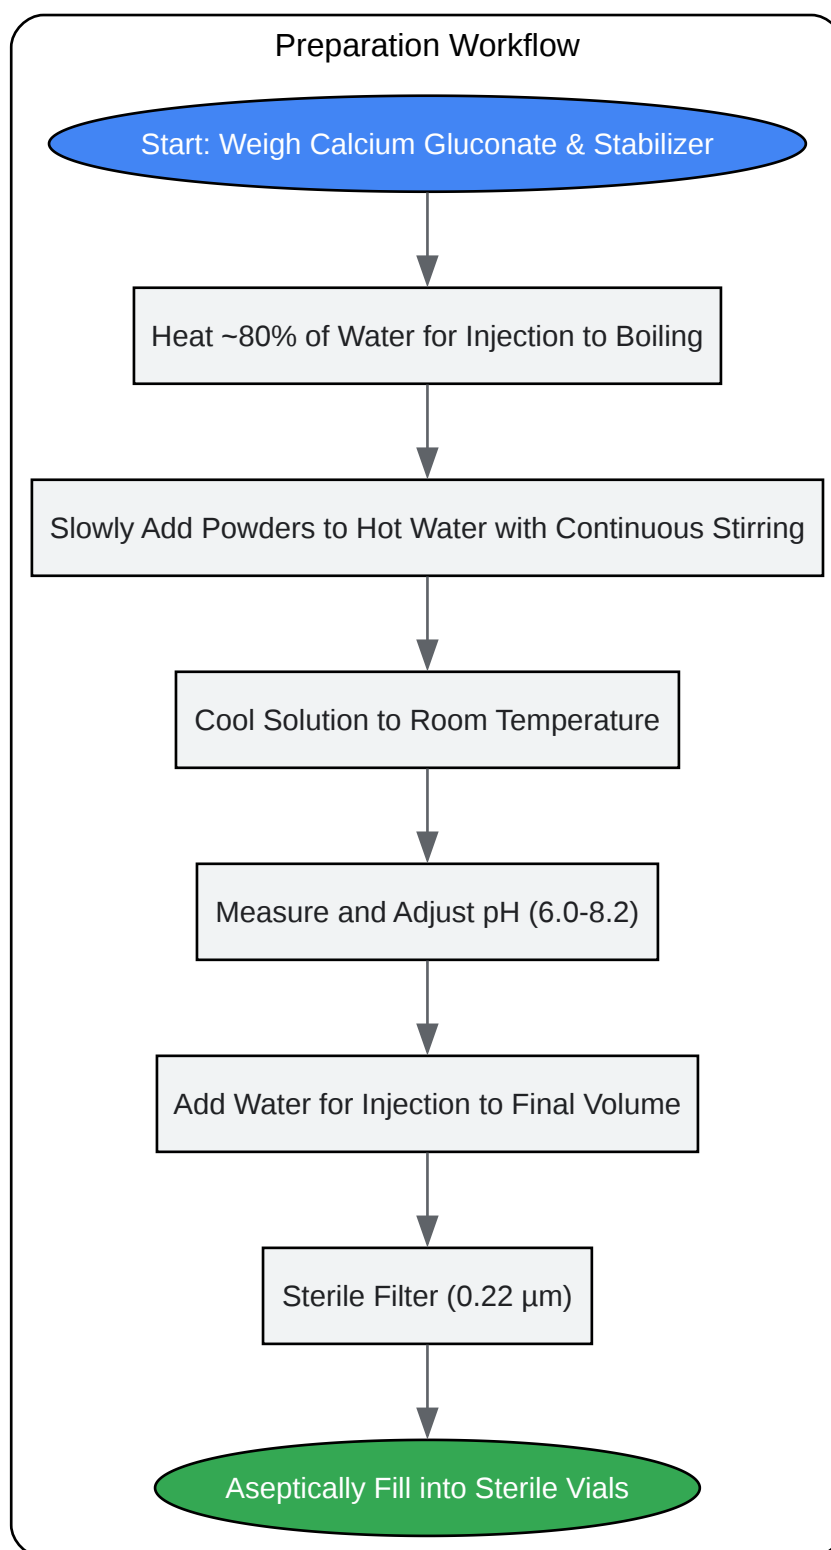 Preparation Workflow
Start: Weigh Calcium Gluconate & Stabilizer
Heat ~80% of Water for Injection to Boiling
Slowly Add Powders to Hot Water with Continuous Stirring
Cool Solution to Room Temperature
Measure and Adjust pH (6.0-8.2)
Add Water for Injection to Final Volume
Sterile Filter (0.22 µm)
Aseptically Fill into Sterile Vials